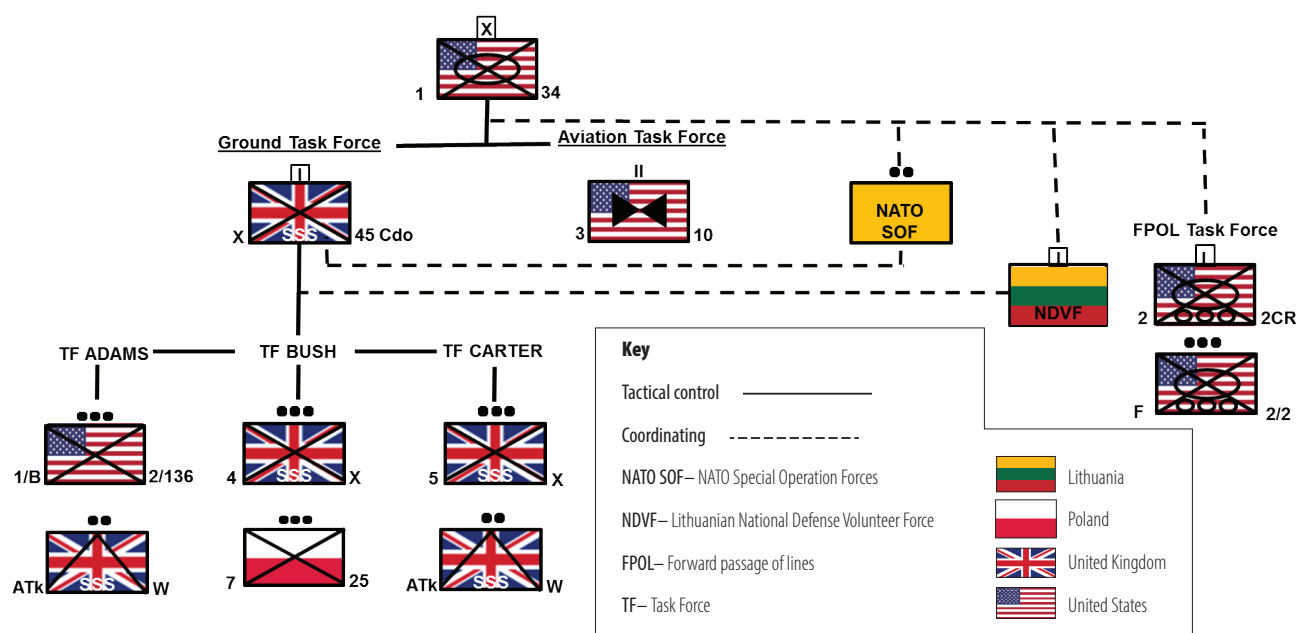 X
1 34
Ground Task Force
Aviation Task Force
I
SSS
X 45 Cdo
II
3 10
NATO
SOF
I
NDVF
FPOL Task Force
I
2 2CR
F 2/2
TF ADAMS
TF BUSH
TF CARTER
1/B 2/136
SSS
4 X
SSS
5 X
SSS
ATk W
7 25
SSS
ATk W
Key
Tactical control
Coordinating
NATO SOF– NATO Special Operation Forces
NDVF– Lithuanian National Defense Volunteer Force
FPOL– Forward passage of lines
TF– Task Force
Lithuania
Poland
United Kingdom
United States